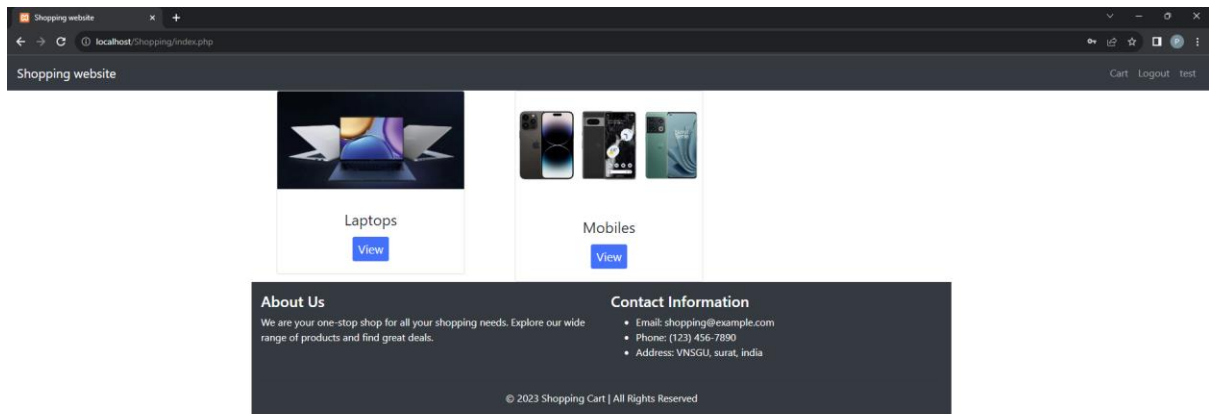 Shopping website
localhost/Shopping/index.php
Shopping website
Cart Logout test
Laptops
View
Mobiles
View
About Us
We are your one-stop shop for all your shopping needs. Explore our wide
range of products and find great deals.
Contact Information
• Email: shopping@example.com
• Phone: (123) 456-7890
• Address: VNSGU, surat, india
© 2023 Shopping Cart | All Rights Reserved